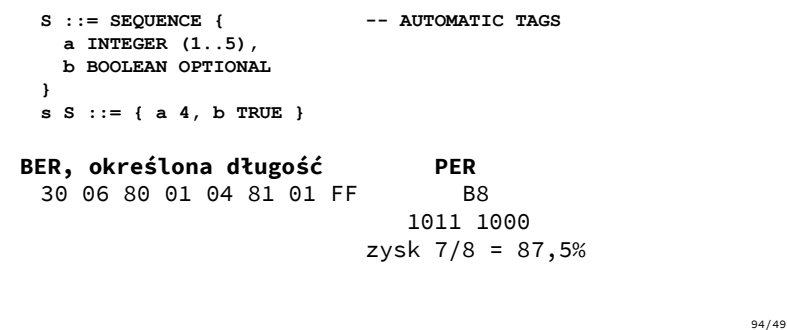 S ::= SEQUENCE { -- AUTOMATIC TAGS
a INTEGER (1..5),
b BOOLEAN OPTIONAL
}
s S ::= { a 4, b TRUE }
BER, określona długość PER
30 06 80 01 04 81 01 FF B8
1011 1000
zysk 7/8 = 87,5%
94/49